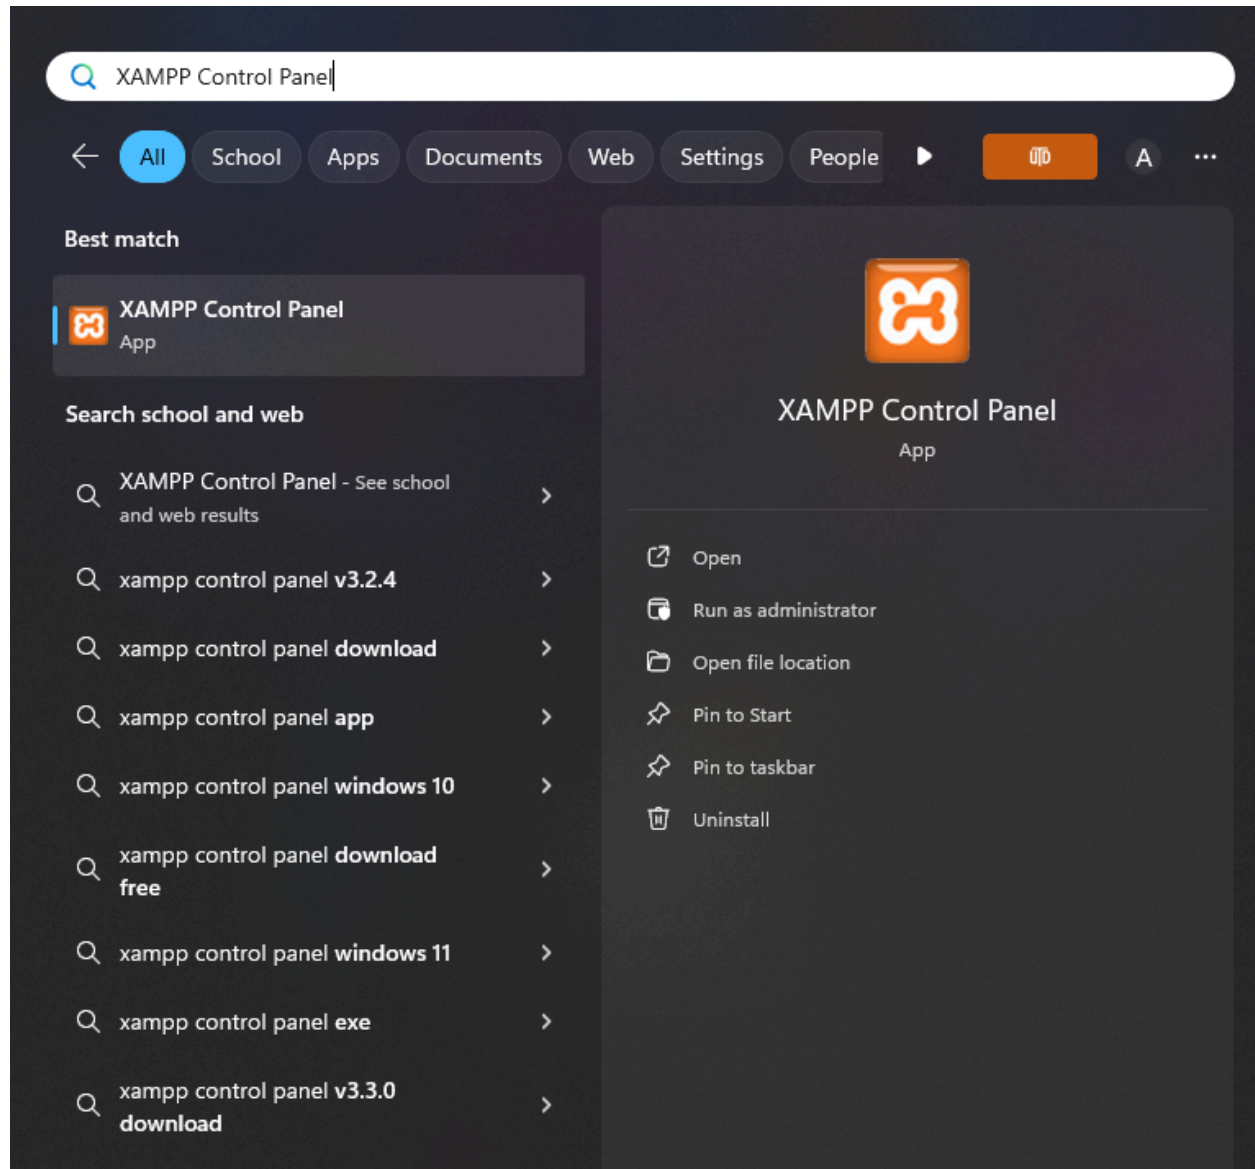 XAMPP Control Panel
All School Apps Documents Web Settings People UTD A
Best match
XAMPP Control Panel
App
Search school and web
XAMPP Control Panel - See school
and web results
xampp control panel v3.2.4
xampp control panel download
xampp control panel app
xampp control panel windows 10
xampp control panel download
free
xampp control panel windows 11
xampp control panel exe
xampp control panel v3.3.0
download
XAMPP Control Panel
App
Open
Run as administrator
Open file location
Pin to Start
Pin to taskbar
Uninstall